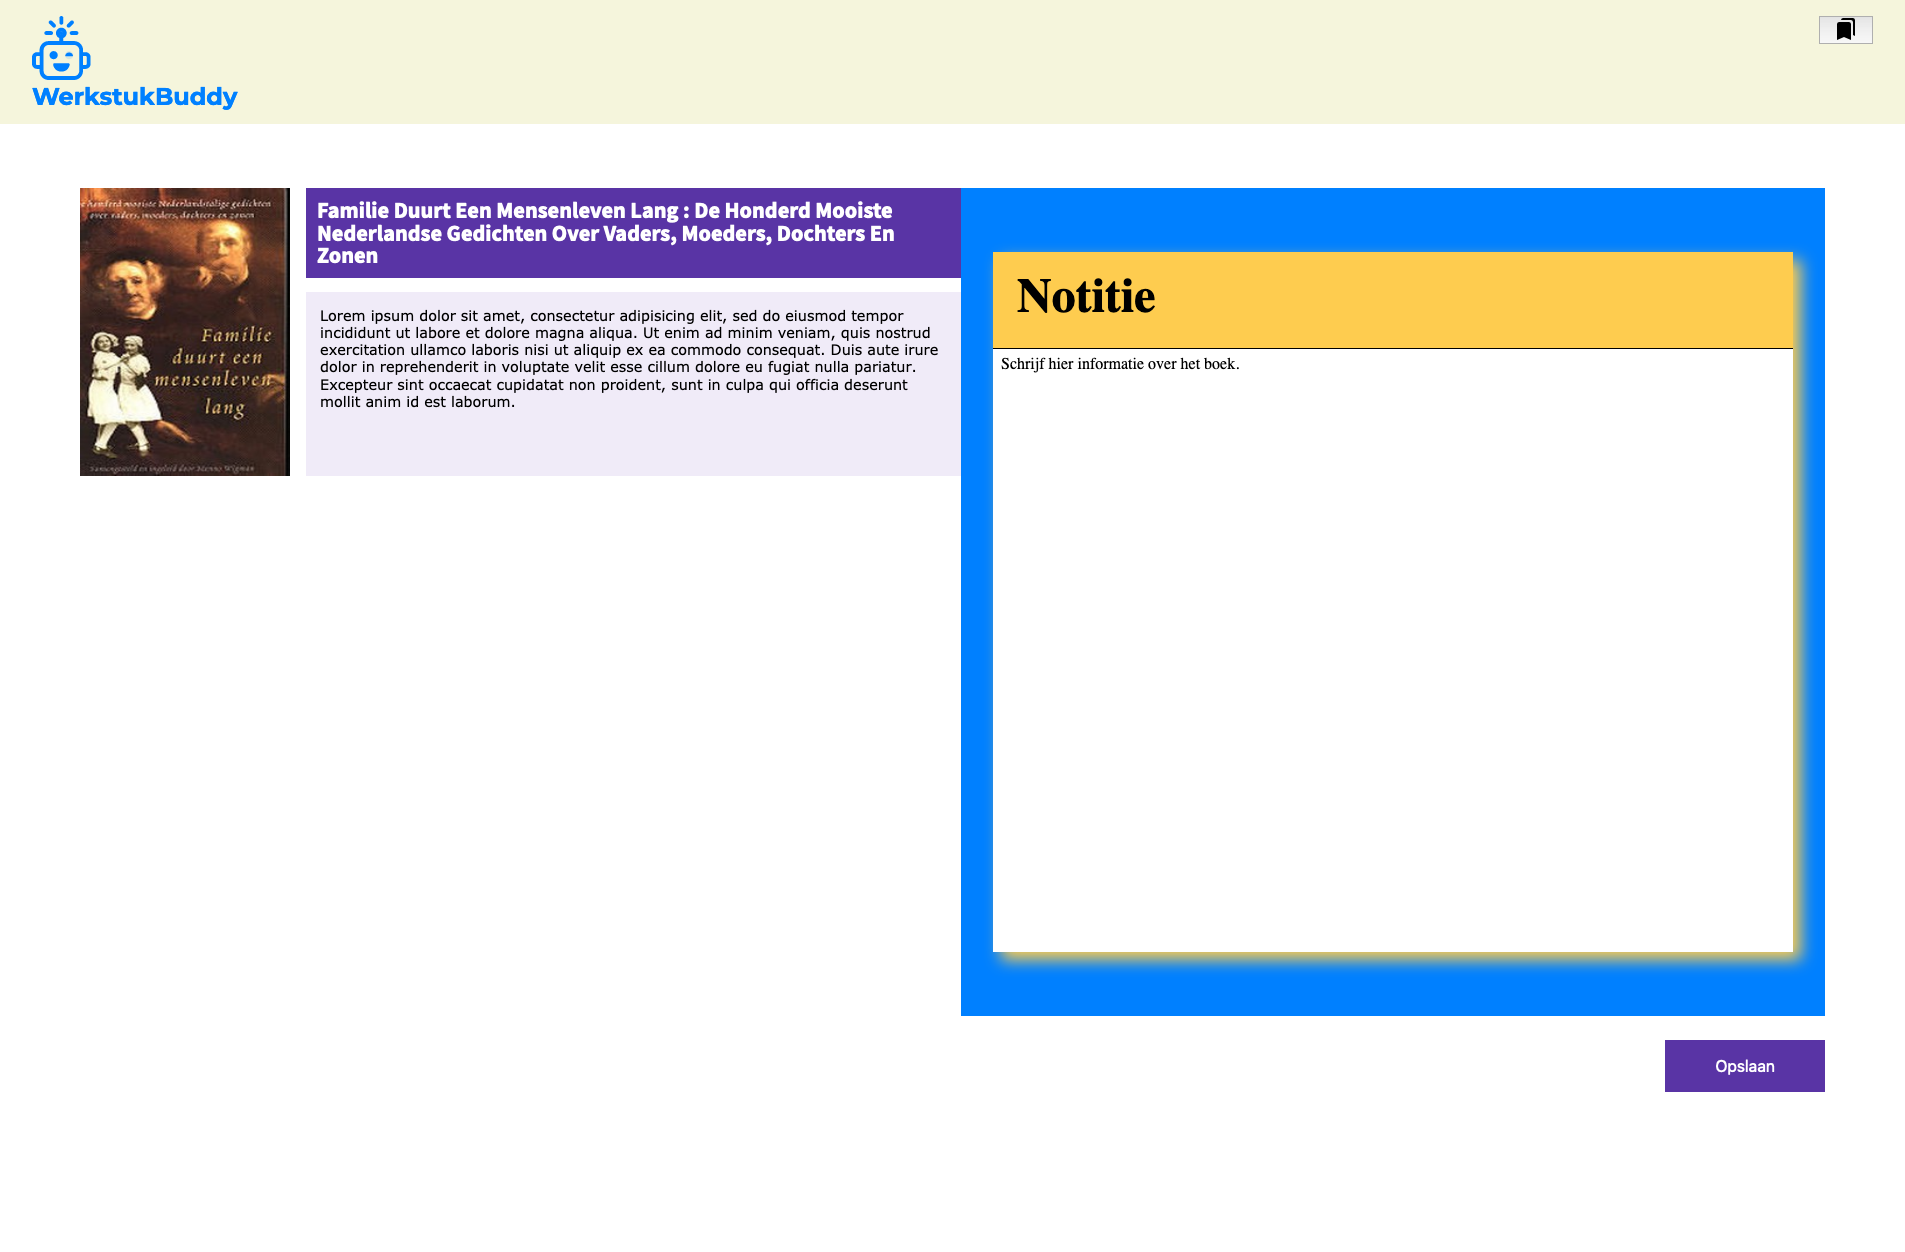 WerkstukBuddy
de honderd mooiste Nederlandstalige gedichten
over vaders, moeders, dochters en zonen
Familie
duurt een
mensenleven
lang
Samengesteld en ingeleid door Menno Wigman
Familie Duurt Een Mensenleven Lang : De Honderd Mooiste
Nederlandse Gedichten Over Vaders, Moeders, Dochters En
Zonen
Lorem ipsum dolor sit amet, consectetur adipisicing elit, sed do eiusmod tempor
incididunt ut labore et dolore magna aliqua. Ut enim ad minim veniam, quis nostrud
exercitation ullamco laboris nisi ut aliquip ex ea commodo consequat. Duis aute irure
dolor in reprehenderit in voluptate velit esse cillum dolore eu fugiat nulla pariatur.
Excepteur sint occaecat cupidatat non proident, sunt in culpa qui officia deserunt
mollit anim id est laborum.
Notitie
Schrijf hier informatie over het boek.
Opslaan